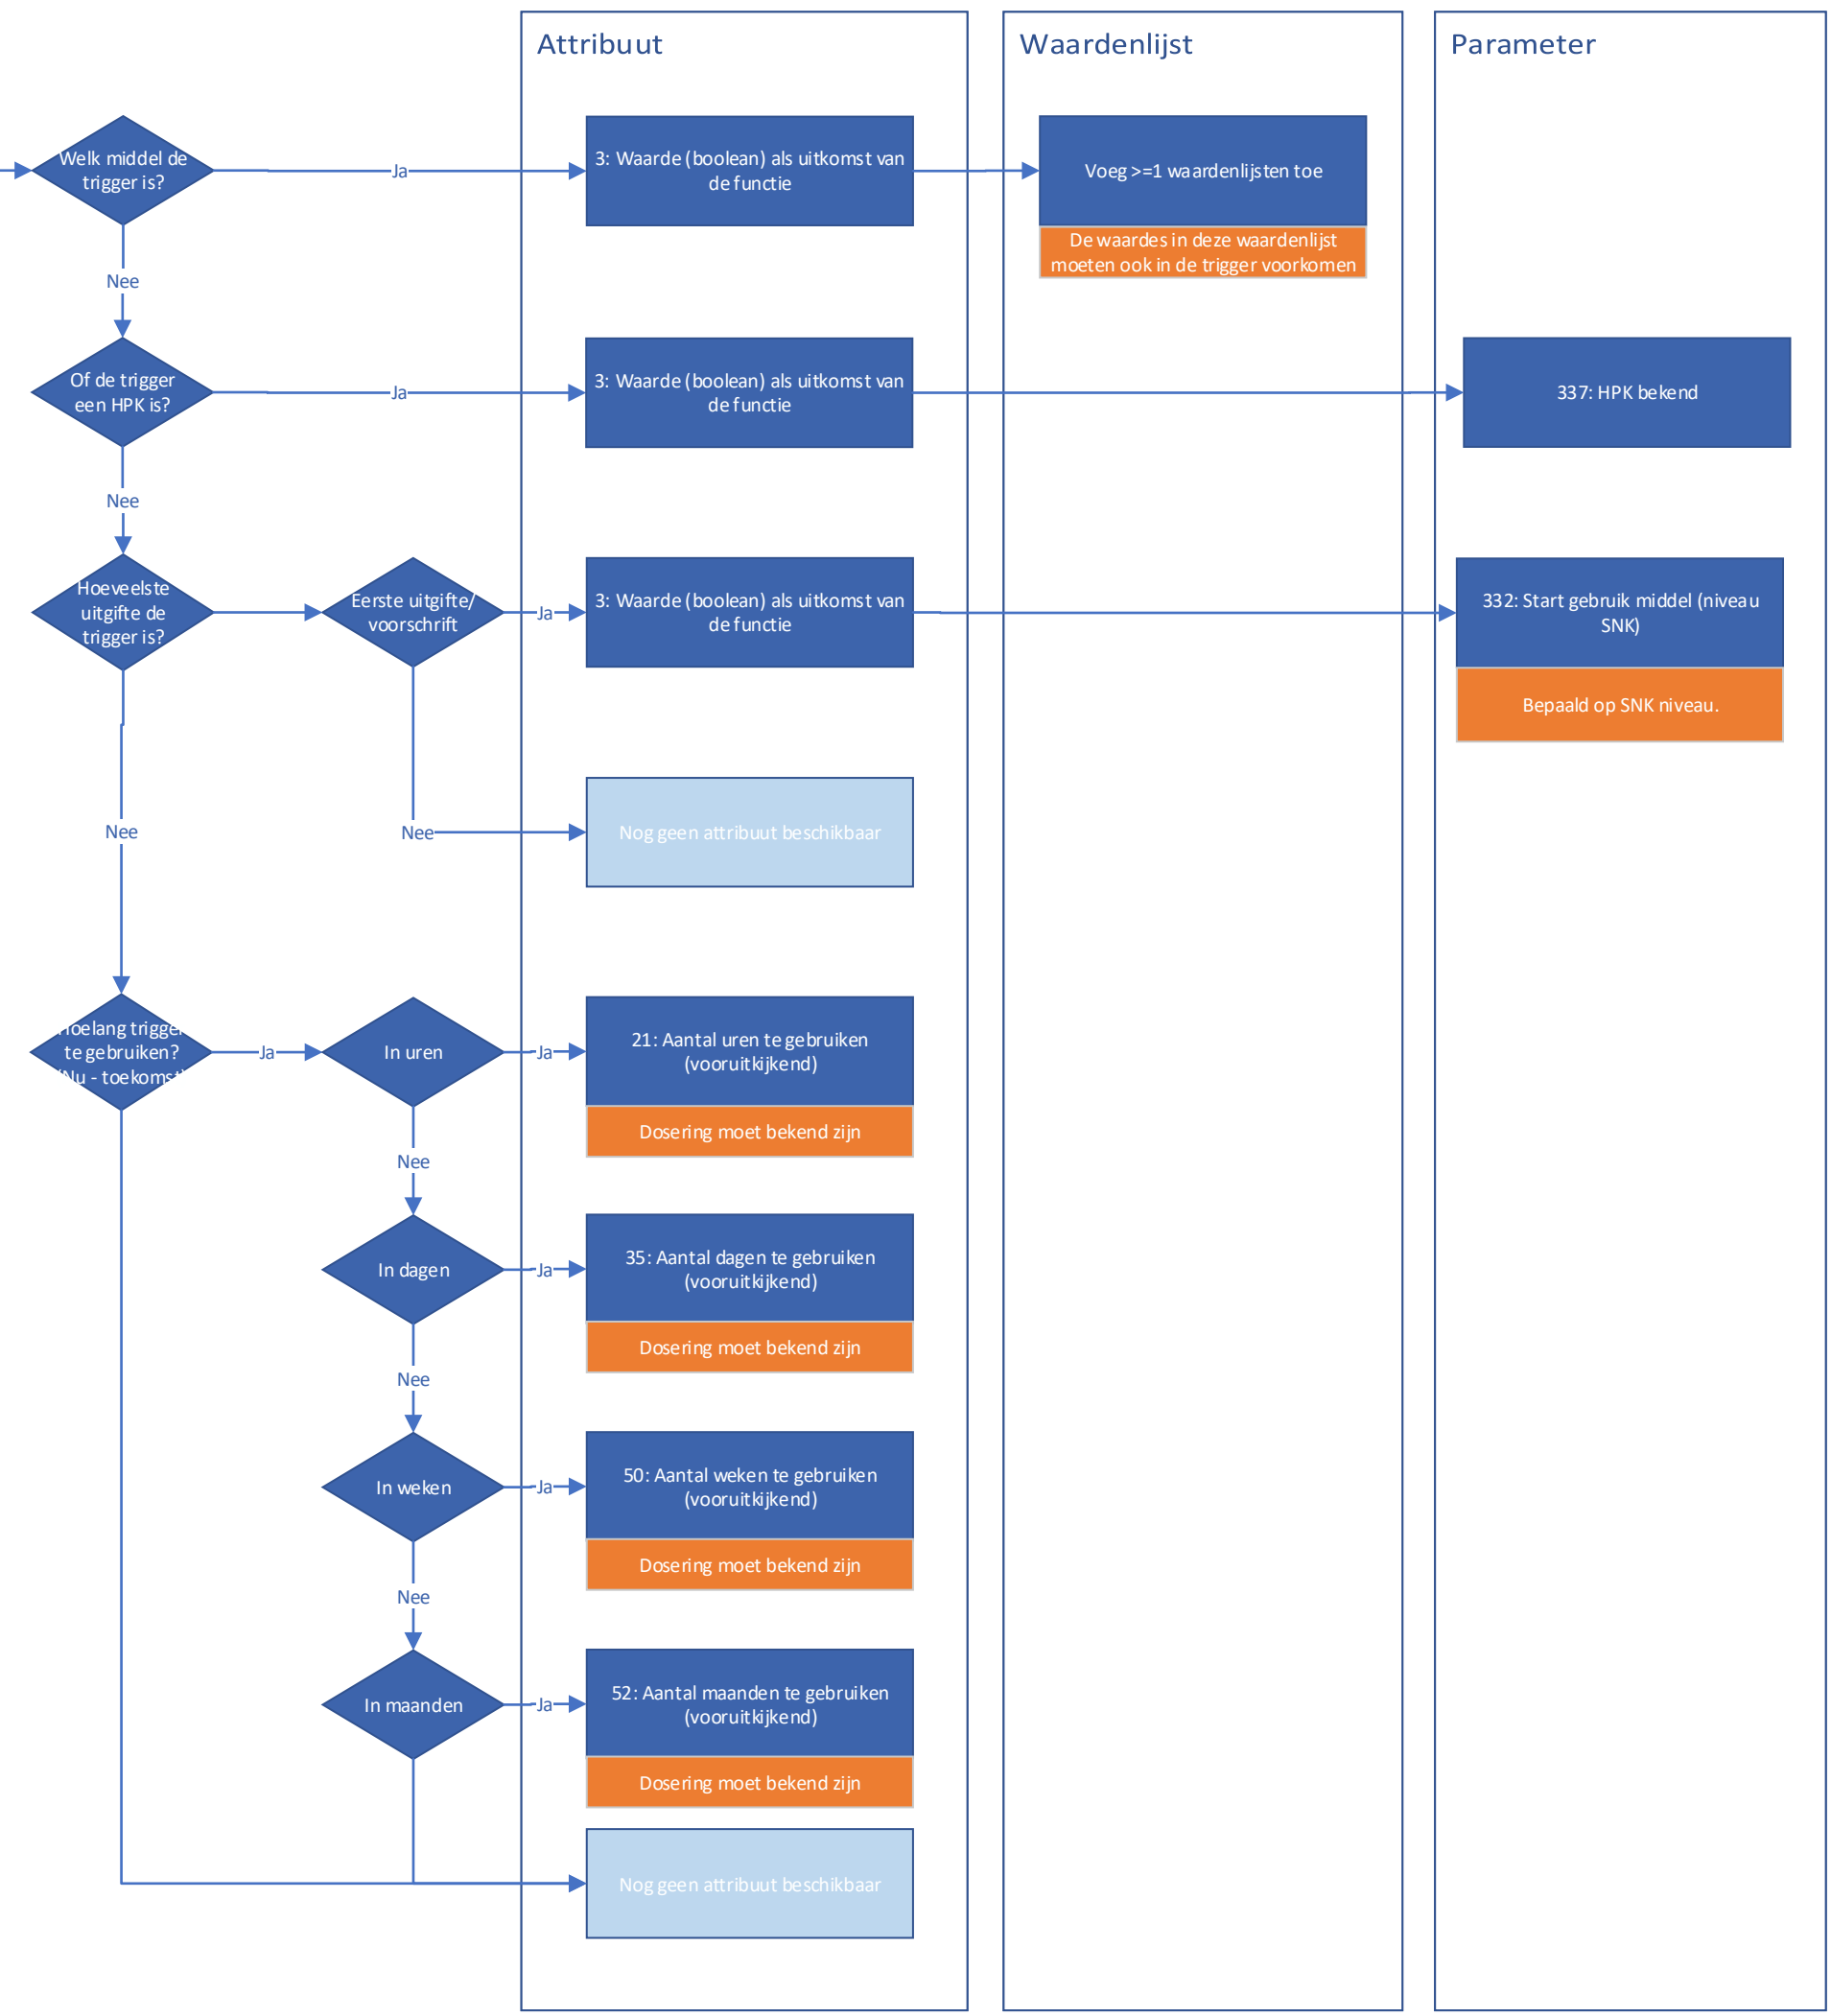 Attribuut
Waardenlijst
Parameter
Welk middel de
trigger is?
Ja
3: Waarde (boolean) als uitkomst van
de functie
Voeg >=1 waardenlijsten toe
De waardes in deze waardenlijst
moeten ook in de trigger voorkomen
Nee
Of de trigger
een HPK is?
Ja
3: Waarde (boolean) als uitkomst van
de functie
337: HPK bekend
Nee
Hoeveelste
uitgifte de
trigger is?
Eerste uitgifte/
voorschrift
Ja
3: Waarde (boolean) als uitkomst van
de functie
332: Start gebruik middel (niveau
SNK)
Bepaald op SNK niveau.
Nee
Nee
Nog geen attribuut beschikbaar
Hoelang trigger
te gebruiken?
(Nu - toekomst)
Ja
In uren
Ja
21: Aantal uren te gebruiken
(vooruitkijkend)
Dosering moet bekend zijn
Nee
In dagen
Ja
35: Aantal dagen te gebruiken
(vooruitkijkend)
Dosering moet bekend zijn
Nee
In weken
Ja
50: Aantal weken te gebruiken
(vooruitkijkend)
Dosering moet bekend zijn
Nee
In maanden
Ja
52: Aantal maanden te gebruiken
(vooruitkijkend)
Dosering moet bekend zijn
Nog geen attribuut beschikbaar